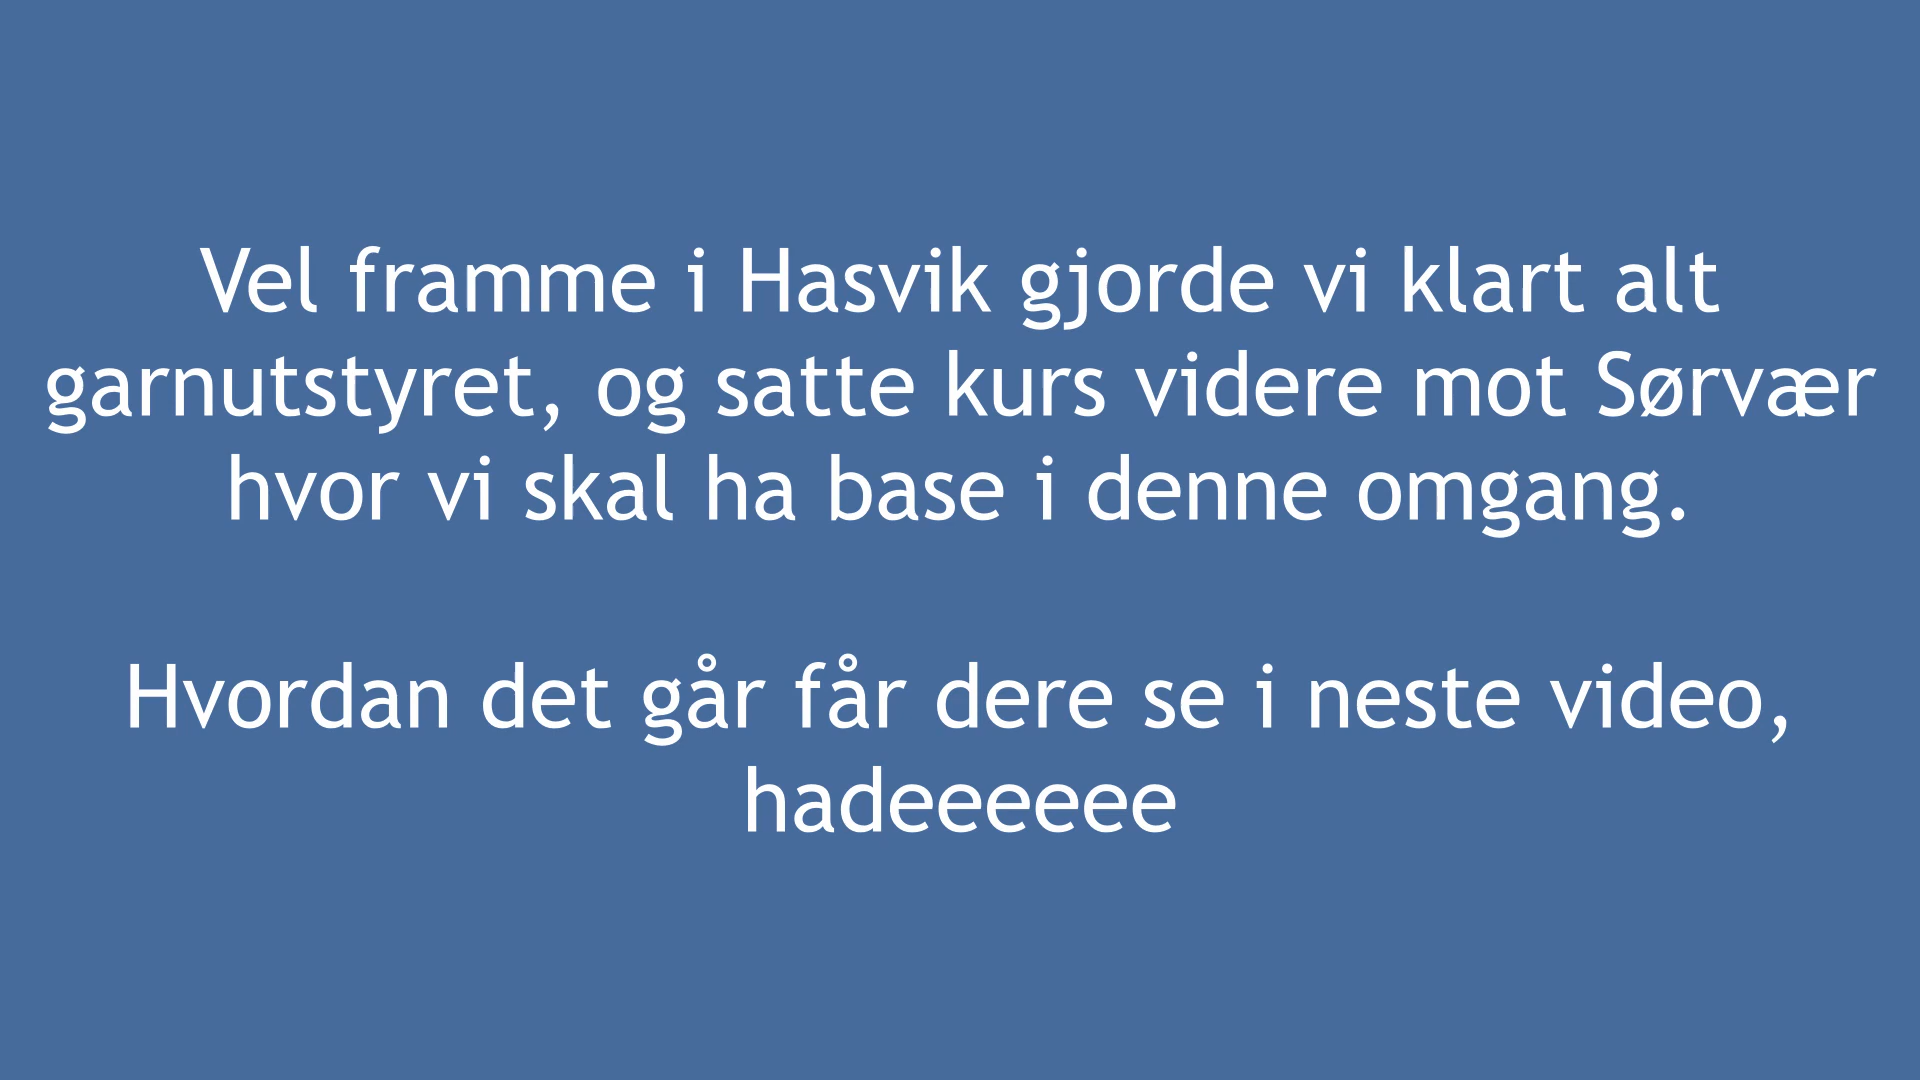 Vel framme i Hasvik gjorde vi klart alt
garnutstyret, og satte kurs videre mot Sørvær
hvor vi skal ha base i denne omgang.
Hvordan det går får dere se i neste video,
hadeeeeee